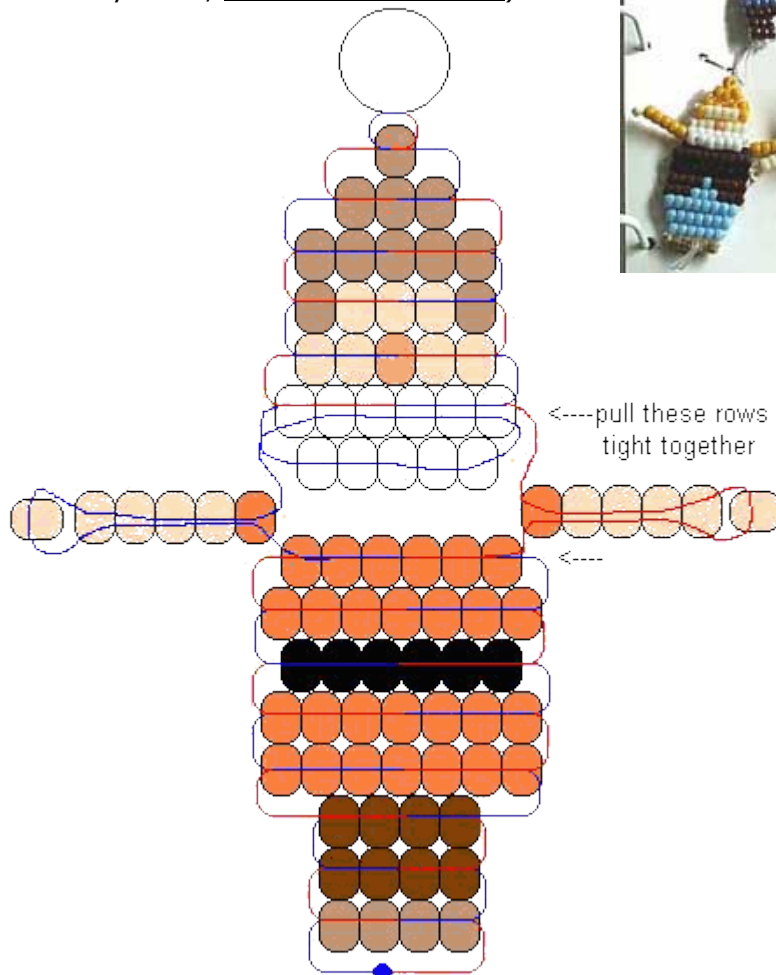 <----pull these rows
tight together
<----